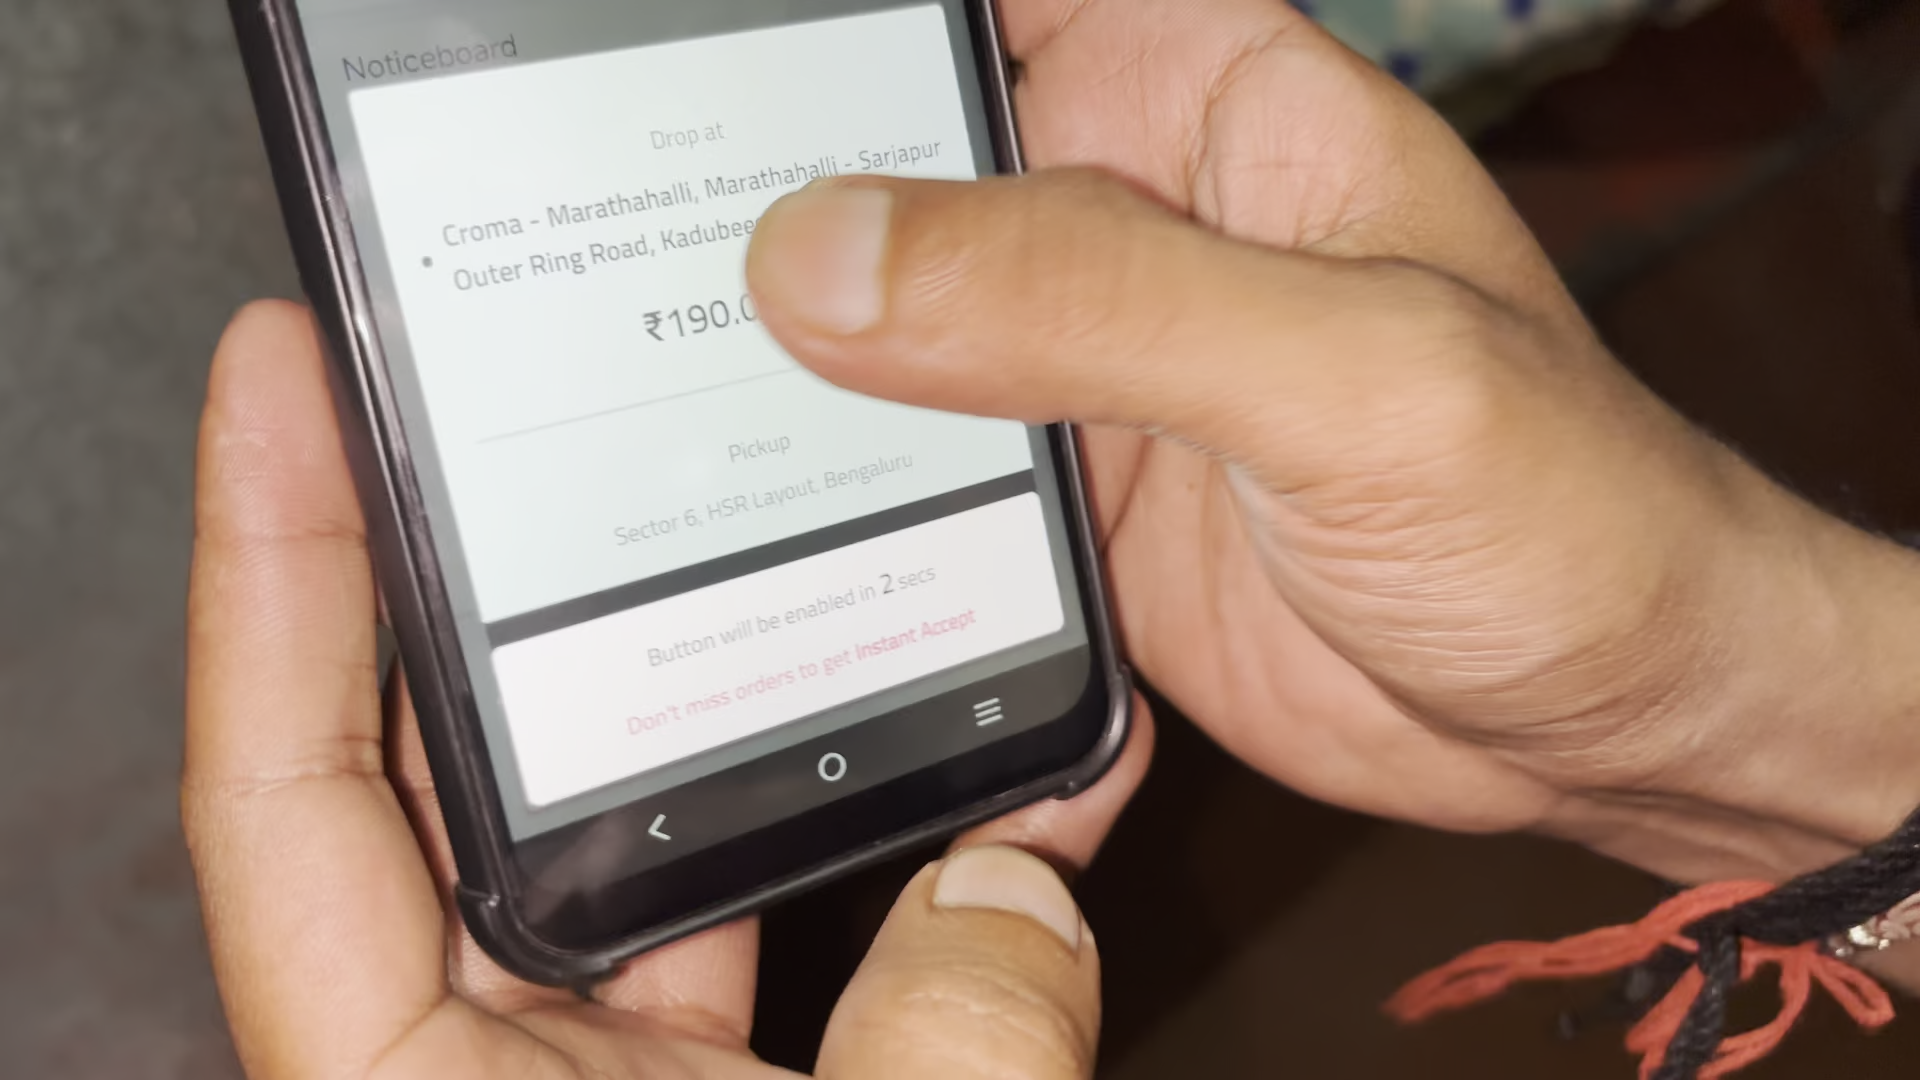 Noticeboard
Drop at
Croma - Marathahalli, Marathahalli - Sarjapur
Outer Ring Road,
₹190.0
Pickup
Sector 6, HSR Layout, Bengaluru
Button will be enabled in 2 secs
Don't miss orders to get Instant Accept